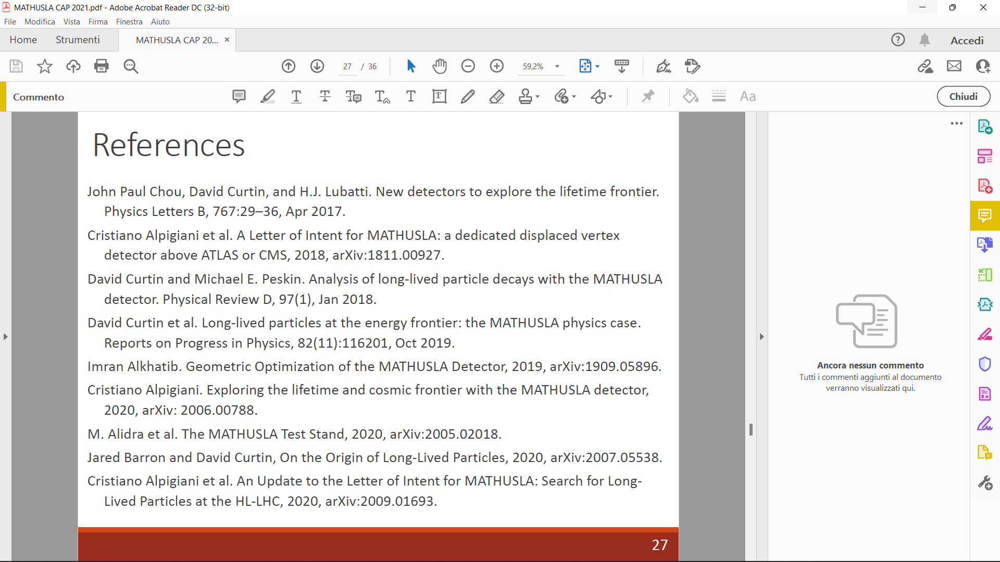 MATHUSLA CAP 2021.pdf - Adobe Acrobat Reader DC (32-bit)
File Modifica Vista Firma Finestra Aiuto
Home Strumenti MATHUSLA CAP 20... × Accedi
27 / 36 59,2%
Commento Aa Chiudi
References
John Paul Chou, David Curtin, and H.J. Lubatti. New detectors to explore the lifetime frontier.
Physics Letters B, 767:29–36, Apr 2017.
Cristiano Alpigiani et al. A Letter of Intent for MATHUSLA: a dedicated displaced vertex
detector above ATLAS or CMS, 2018, arXiv:1811.00927.
David Curtin and Michael E. Peskin. Analysis of long-lived particle decays with the MATHUSLA
detector. Physical Review D, 97(1), Jan 2018.
David Curtin et al. Long-lived particles at the energy frontier: the MATHUSLA physics case.
Reports on Progress in Physics, 82(11):116201, Oct 2019.
Imran Alkhatib. Geometric Optimization of the MATHUSLA Detector, 2019, arXiv:1909.05896.
Cristiano Alpigiani. Exploring the lifetime and cosmic frontier with the MATHUSLA detector,
2020, arXiv: 2006.00788.
M. Alidra et al. The MATHUSLA Test Stand, 2020, arXiv:2005.02018.
Jared Barron and David Curtin, On the Origin of Long-Lived Particles, 2020, arXiv:2007.05538.
Cristiano Alpigiani et al. An Update to the Letter of Intent for MATHUSLA: Search for Long-
Lived Particles at the HL-LHC, 2020, arXiv:2009.01693.
27
Ancora nessun commento
Tutti i commenti aggiunti al documento
verranno visualizzati qui.